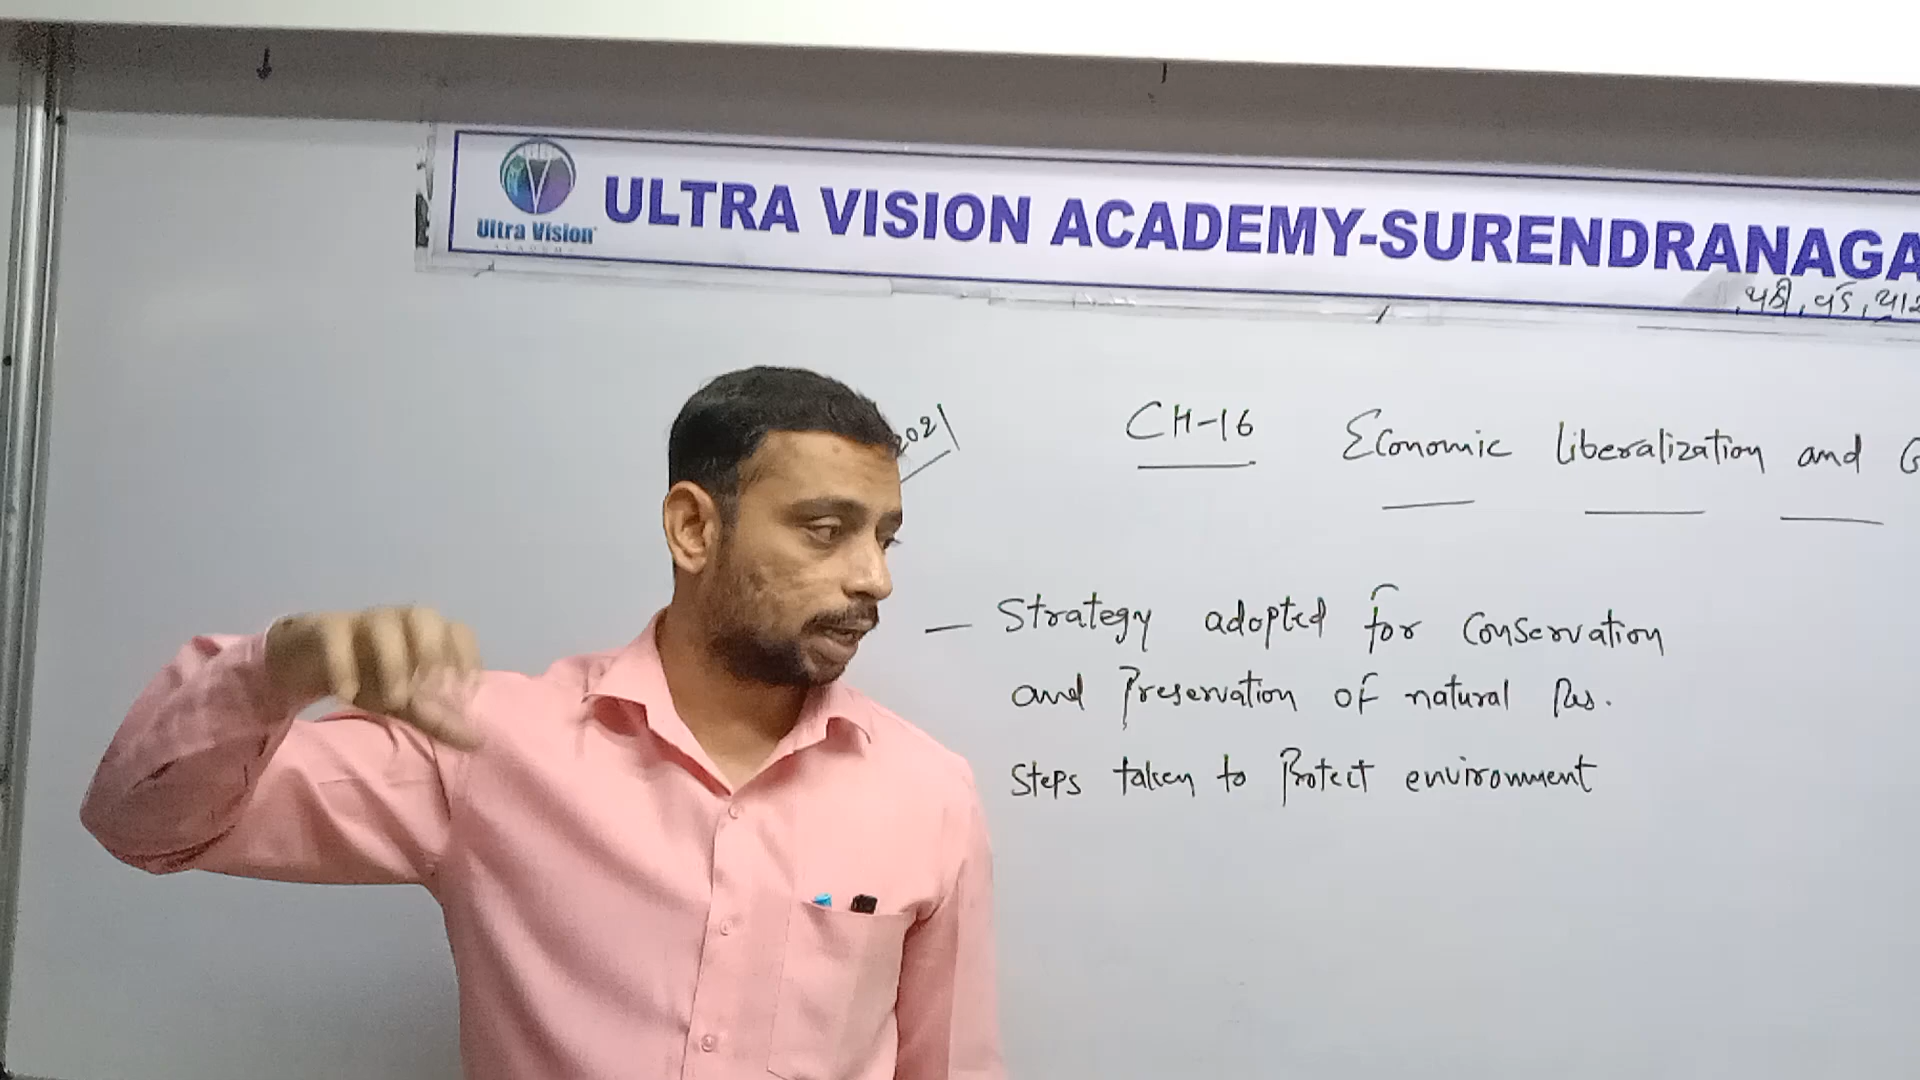 Ultra Vision
ULTRA VISION ACADEMY-SURENDRANAGA
2021
CH-16 Economic liberalization and G
— Strategy adopted for Conservation
and Preservation of natural Res.
Steps taken to Protect environment